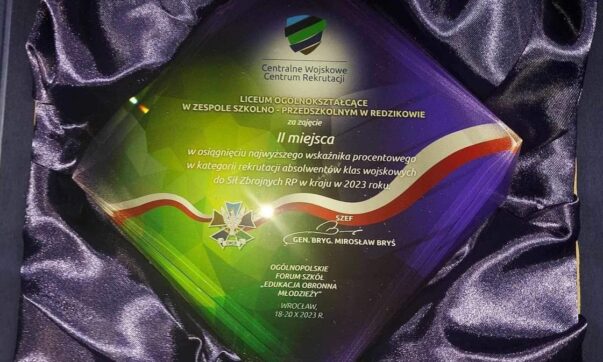 Centralne Wojskowe
Centrum Rekrutacji
LICEUM OGÓLNOKSZTAŁCĄCE
W ZESPOLE SZKOLNO - PRZEDSZKOLNYM W REDZIKOWIE
za zajęcie
II miejsca
w osiągnięciu najwyższego wskaźnika procentowego
w kategorii rekrutacji absolwentów klas wojskowych
do Sił Zbrojnych RP w kraju w 2023 roku
SZEF
GEN. BRYG. MIROSŁAW BRYŚ
OGÓLNOPOLSKIE
FORUM SZKÓŁ
„EDUKACJA OBRONNA
MŁODZIEŻY"
WROCŁAW,
18-20 X 2023 R.